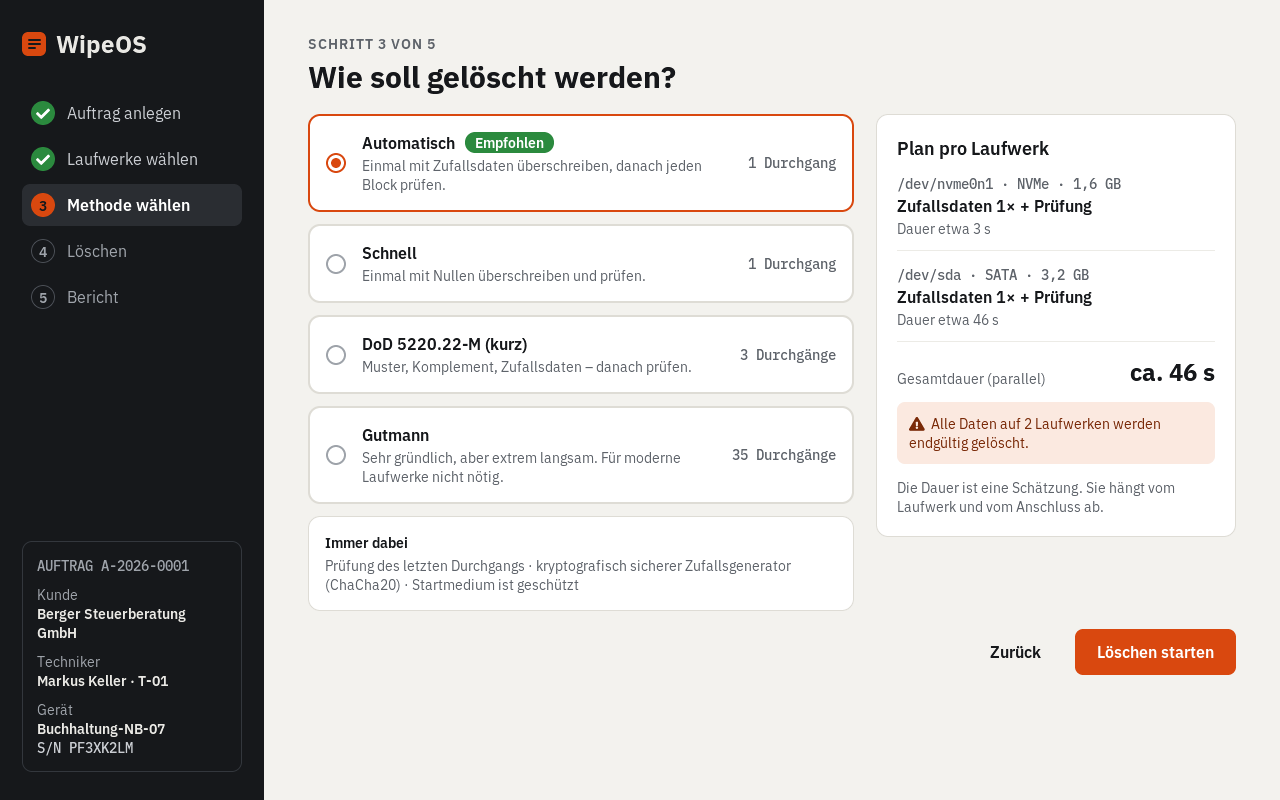 WipeOS
Auftrag anlegen
Laufwerke wählen
3 Methode wählen
4 Löschen
5 Bericht
AUFTRAG A-2026-0001
Kunde
Berger Steuerberatung
GmbH
Techniker
Markus Keller · T-01
Gerät
Buchhaltung-NB-07
S/N PF3XK2LM
SCHRITT 3 VON 5
Wie soll gelöscht werden?
Automatisch Empfohlen
Einmal mit Zufallsdaten überschreiben, danach jeden
Block prüfen.
1 Durchgang
Schnell
Einmal mit Nullen überschreiben und prüfen.
1 Durchgang
DoD 5220.22-M (kurz)
Muster, Komplement, Zufallsdaten – danach prüfen.
3 Durchgänge
Gutmann
Sehr gründlich, aber extrem langsam. Für moderne
Laufwerke nicht nötig.
35 Durchgänge
Immer dabei
Prüfung des letzten Durchgangs · kryptografisch sicherer Zufallsgenerator
(ChaCha20) · Startmedium ist geschützt
Plan pro Laufwerk
/dev/nvme0n1 · NVMe · 1,6 GB
Zufallsdaten 1× + Prüfung
Dauer etwa 3 s
/dev/sda · SATA · 3,2 GB
Zufallsdaten 1× + Prüfung
Dauer etwa 46 s
Gesamtdauer (parallel) ca. 46 s
Alle Daten auf 2 Laufwerken werden
endgültig gelöscht.
Die Dauer ist eine Schätzung. Sie hängt vom
Laufwerk und vom Anschluss ab.
Zurück
Löschen starten